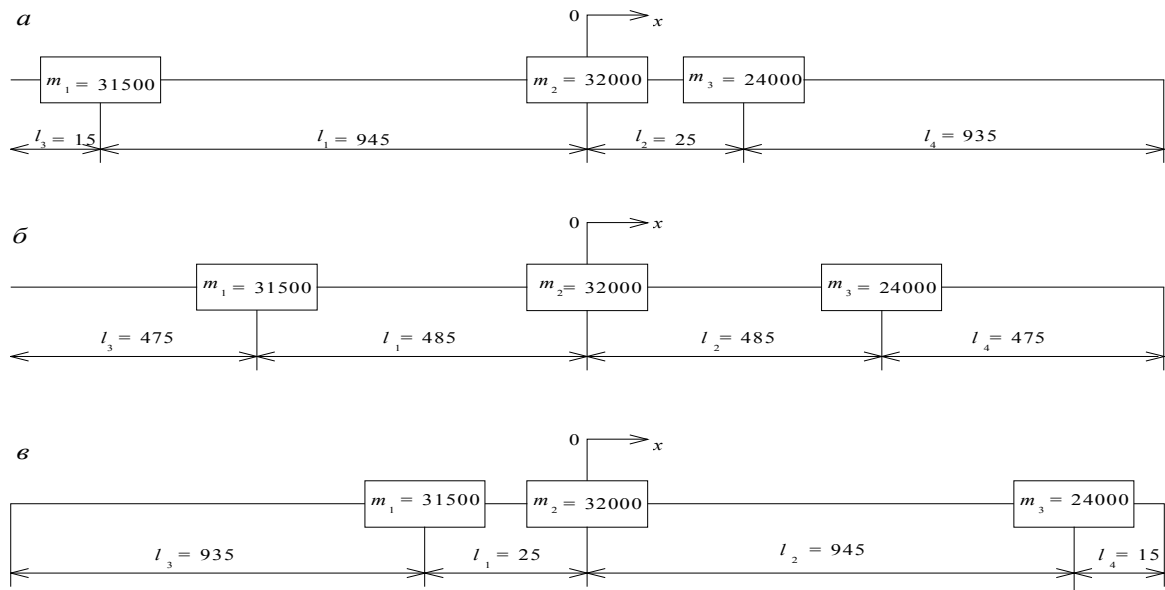 а
0 x
m₁ = 31500 m₂ = 32000 m₃ = 24000
l₃ = 15 l₁ = 945 l₂ = 25 l₄ = 935
б
0 x
m₁ = 31500 m₂= 32000 m₃ = 24000
l₃ = 475 l₁ = 485 l₂ = 485 l₄ = 475
в
0 x
m₁ = 31500 m₂ = 32000 m₃ = 24000
l₃ = 935 l₁ = 25 l₂ = 945 l₄ = 15